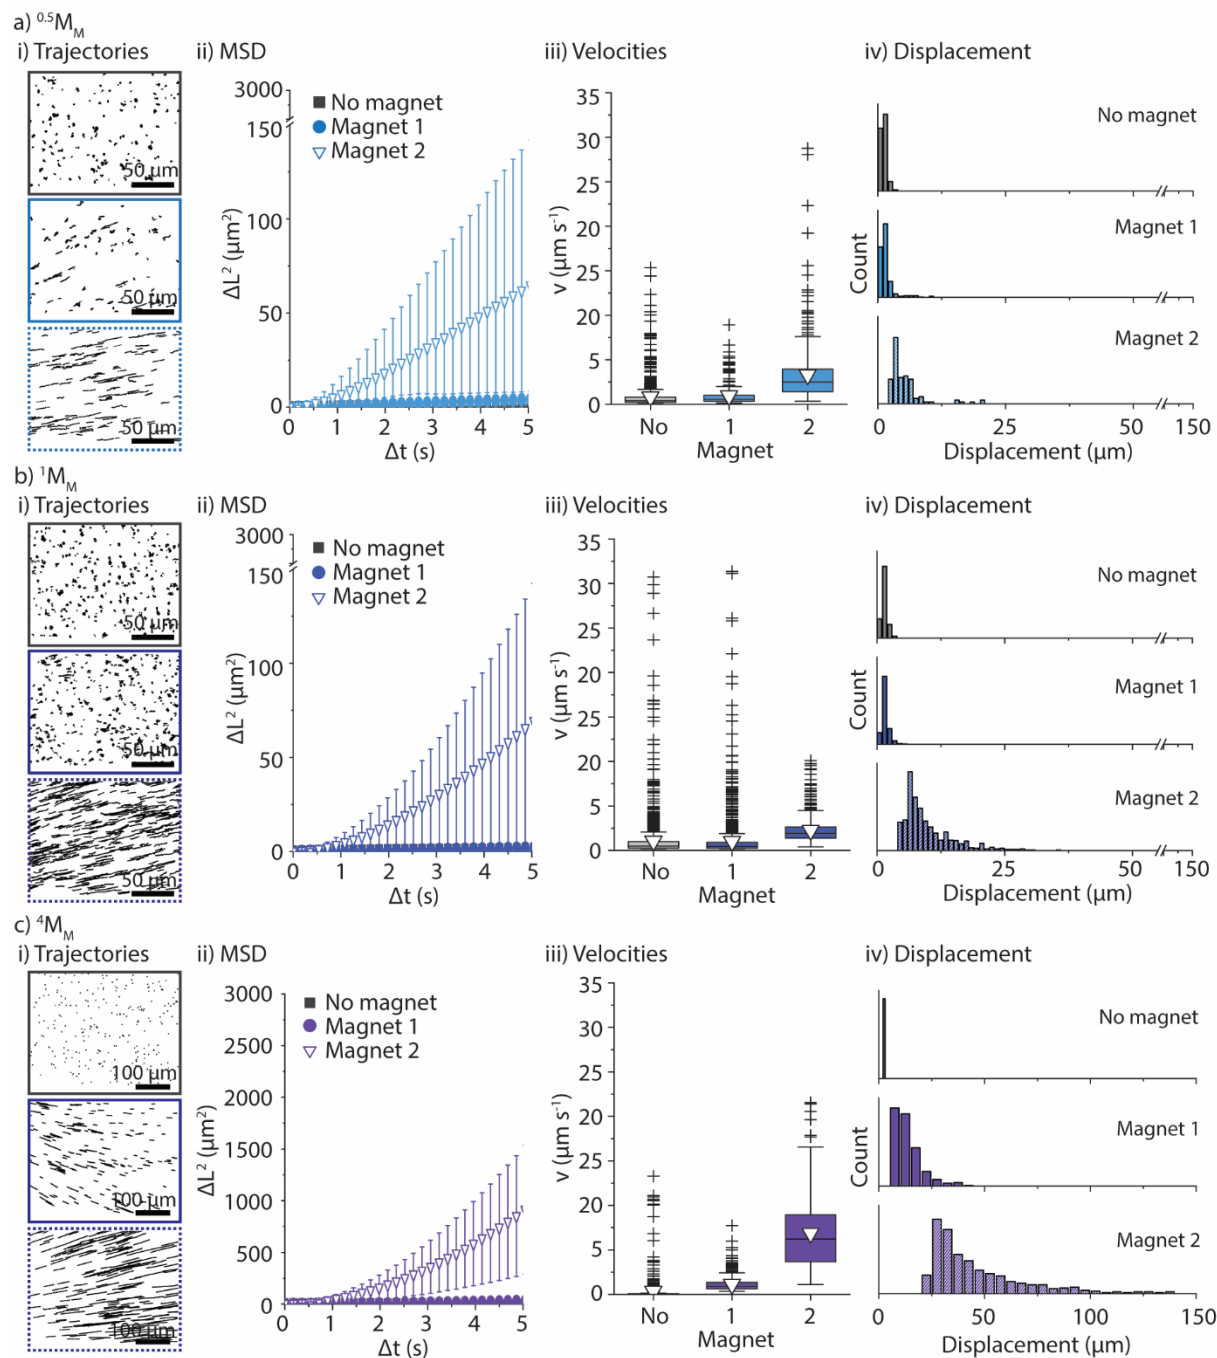 a) 0.5MM
i) Trajectories ii) MSD iii) Velocities iv) Displacement
50 µm
50 µm
50 µm
3000
150
100
50
0
ΔL² (µm²)
No magnet
Magnet 1
Magnet 2
0 1 2 3 4 5
Δt (s)
35
30
25
20
25
20
5
0
v (µm s⁻¹)
No 1 2
Magnet
No magnet
Magnet 1
Magnet 2
Count
0 25 50 150
Displacement (µm)
b) 1MM
i) Trajectories ii) MSD iii) Velocities iv) Displacement
50 µm
50 µm
50 µm
3000
150
100
50
0
ΔL² (µm²)
No magnet
Magnet 1
Magnet 2
0 1 2 3 4 5
Δt (s)
35
30
25
20
25
20
5
0
v (µm s⁻¹)
No 1 2
Magnet
No magnet
Magnet 1
Magnet 2
Count
0 25 50 150
Displacement (µm)
c) 4MM
i) Trajectories ii) MSD iii) Velocities iv) Displacement
100 µm
100 µm
100 µm
3000
2500
2000
1500
1000
500
0
ΔL² (µm²)
No magnet
Magnet 1
Magnet 2
0 1 2 3 4 5
Δt (s)
35
30
25
20
25
20
5
0
v (µm s⁻¹)
No 1 2
Magnet
No magnet
Magnet 1
Magnet 2
Count
0 50 100 150
Displacement (µm)